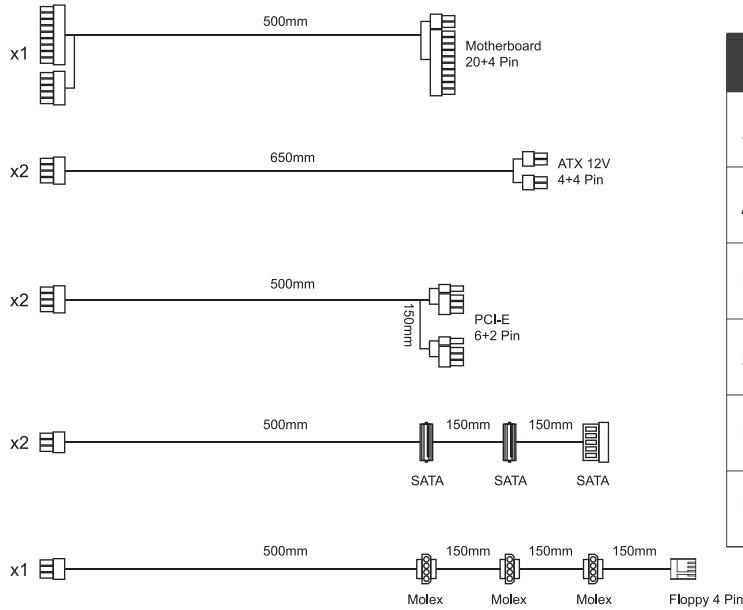 500mm
x1
Motherboard
20+4 Pin
650mm
x2
ATX 12V
4+4 Pin
500mm
x2
150mm
PCI-E
6+2 Pin
500mm
150mm
150mm
x2
SATA
SATA
SATA
500mm
150mm
150mm
150mm
x1
Molex
Molex
Molex
Floppy 4 Pin